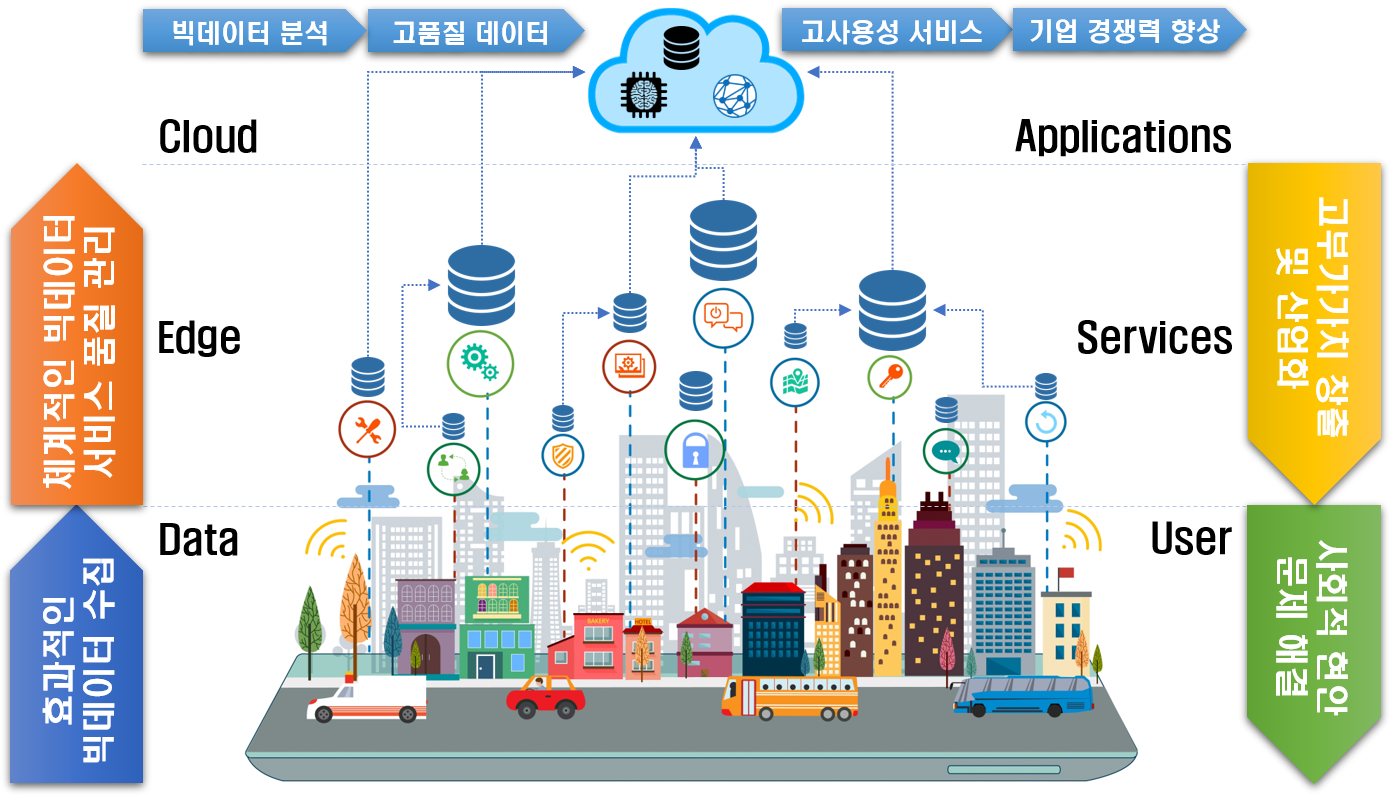 빅데이터 분석
고품질 데이터
고사용성 서비스
기업 경쟁력 향상
Cloud
Applications
체계적인 빅데이터
서비스 품질 관리
고부가가치 창출
및 산업화
Edge
Services
Data
User
효과적인
빅데이터 수집
사회적 현안
문제 해결
BAKERY
HOTEL